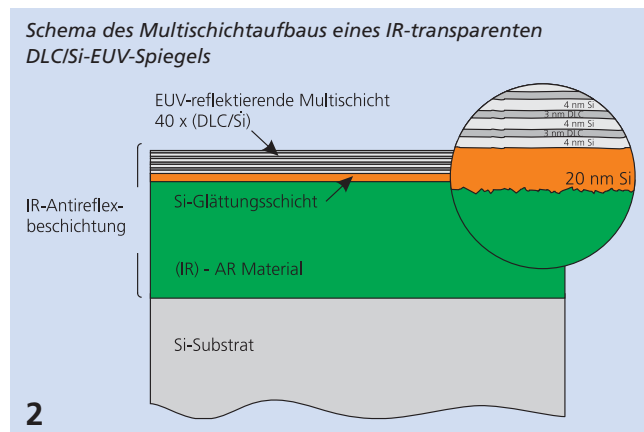 Schema des Multischichtaufbaus eines IR-transparenten
DLC/Si-EUV-Spiegels
EUV-reflektierende Multischicht
40 x (DLC/Si)
4 nm Si
3 nm DLC
4 nm Si
3 nm DLC
4 nm Si
20 nm Si
Si-Glättungsschicht
IR-Antireflex-
beschichtung
(IR) - AR Material
Si-Substrat
2